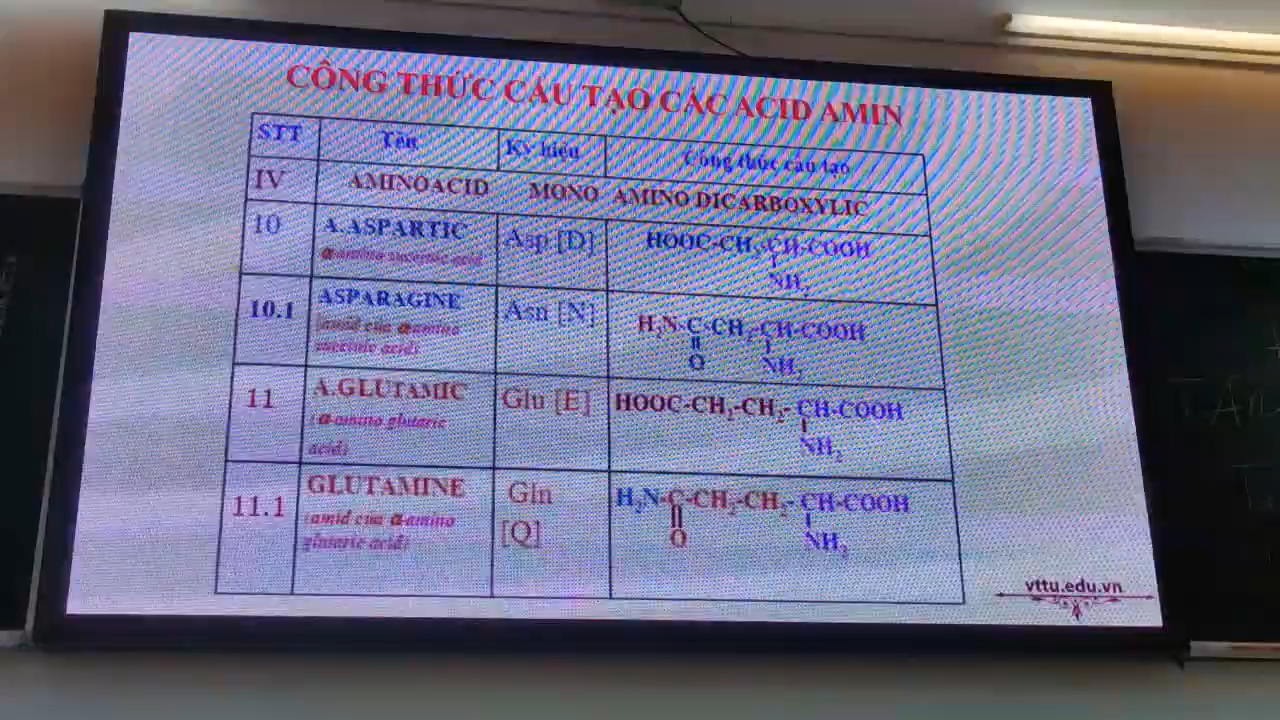 CÔNG THỨC CẤU TẠO CÁC ACID AMIN
STT Tên Ký hiệu Công thức cấu tạo
IV AMINOACID MONO AMINO DICARBOXYLIC
10 A.ASPARTIC Asp [D] HOOC-CH₂-CH-COOH
α-amino succinic acid NH₂
10.1 ASPARAGINE Asn [N] H₂N-C-CH₂-CH-COOH
(amid của α-amino
succinic acid) O NH₂
11 A.GLUTAMIC Glu [E] HOOC-CH₂-CH₂-CH-COOH
(α-amino glutaric
acid) NH₂
11.1 GLUTAMINE Gln H₂N-C-CH₂-CH₂-CH-COOH
(amid của α-amino [Q]
glutaric acid) O NH₂
vttu.edu.vn